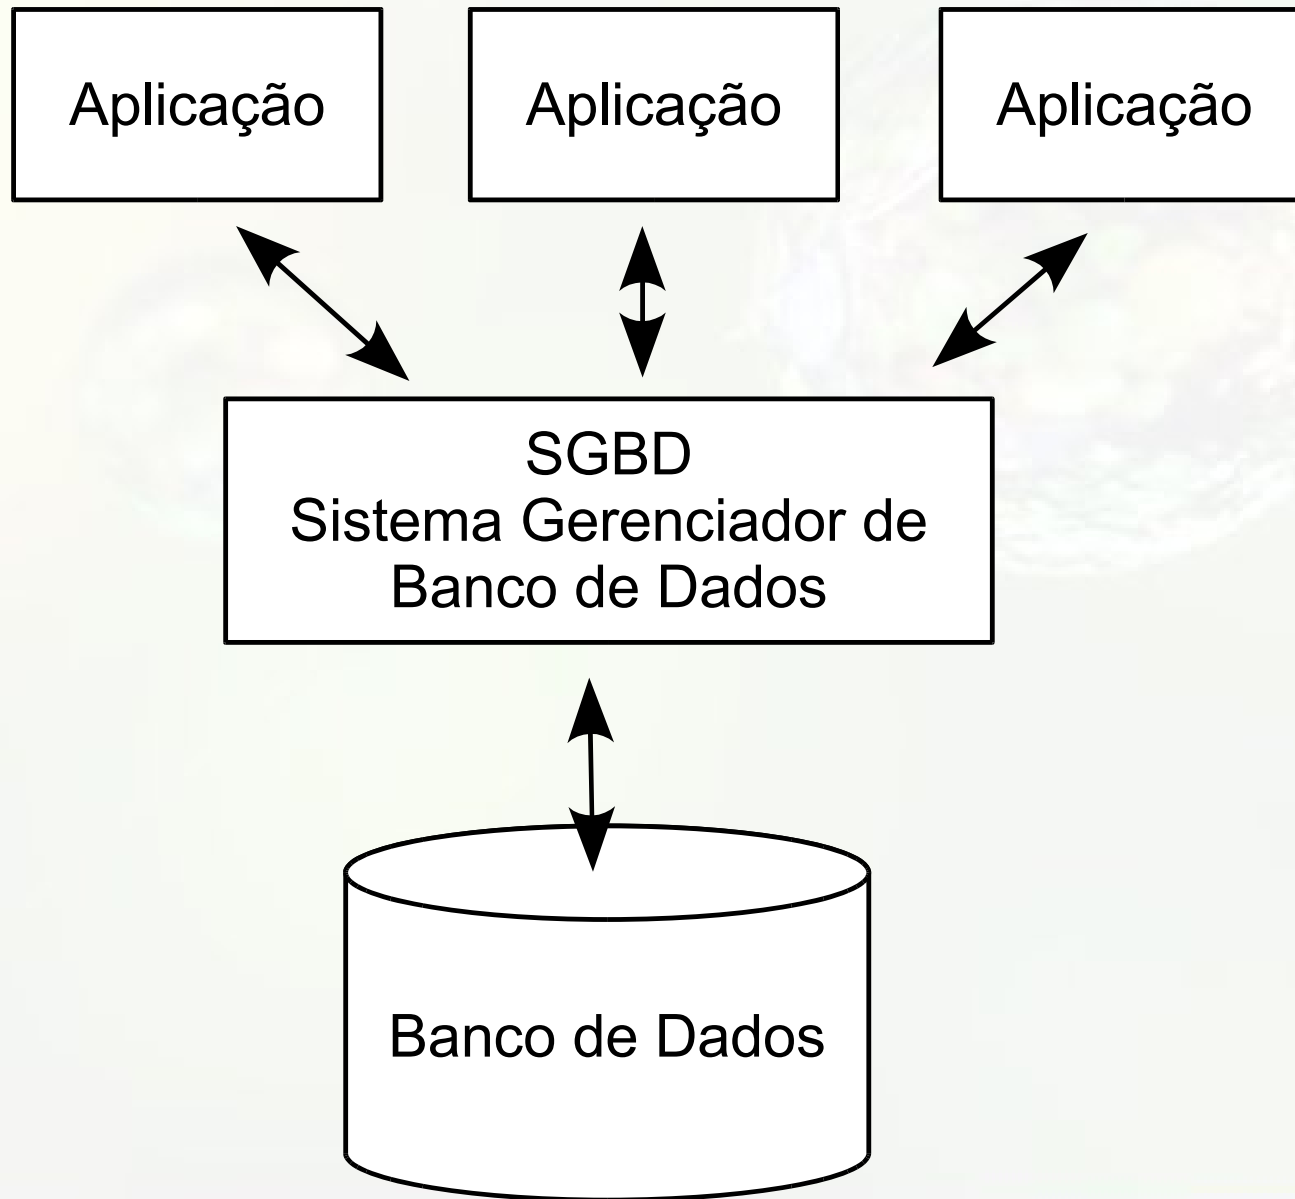 Aplicação
Aplicação
Aplicação
SGBD
Sistema Gerenciador de
Banco de Dados
Banco de Dados